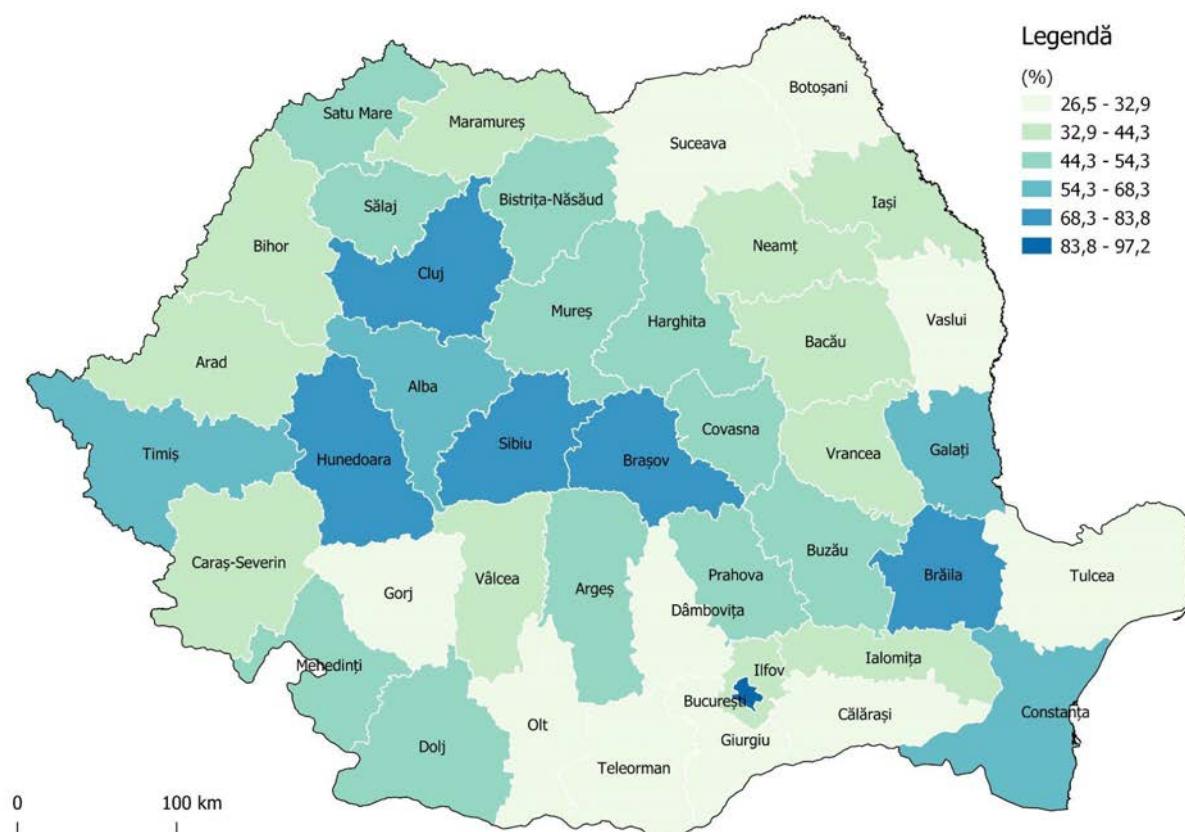 Legendă
(%)
26,5 - 32,9
32,9 - 44,3
44,3 - 54,3
54,3 - 68,3
68,3 - 83,8
83,8 - 97,2
Botoșani
Satu Mare
Maramureș
Suceava
Sălaj
Bistrița-Năsăud
Iași
Bihor
Neamț
Cluj
Mureș
Harghita
Vaslui
Bacău
Arad
Alba
Covasna
Timiș
Hunedoara
Sibiu
Brașov
Vrancea
Galați
Caraș-Severin
Gorj
Vâlcea
Argeș
Prahova
Buzău
Brăila
Tulcea
Dâmbovița
Mehedinți
Ilfov
Ialomița
București
Călărași
Constanța
Olt
Giurgiu
Dolj
Teleorman
0 100 km